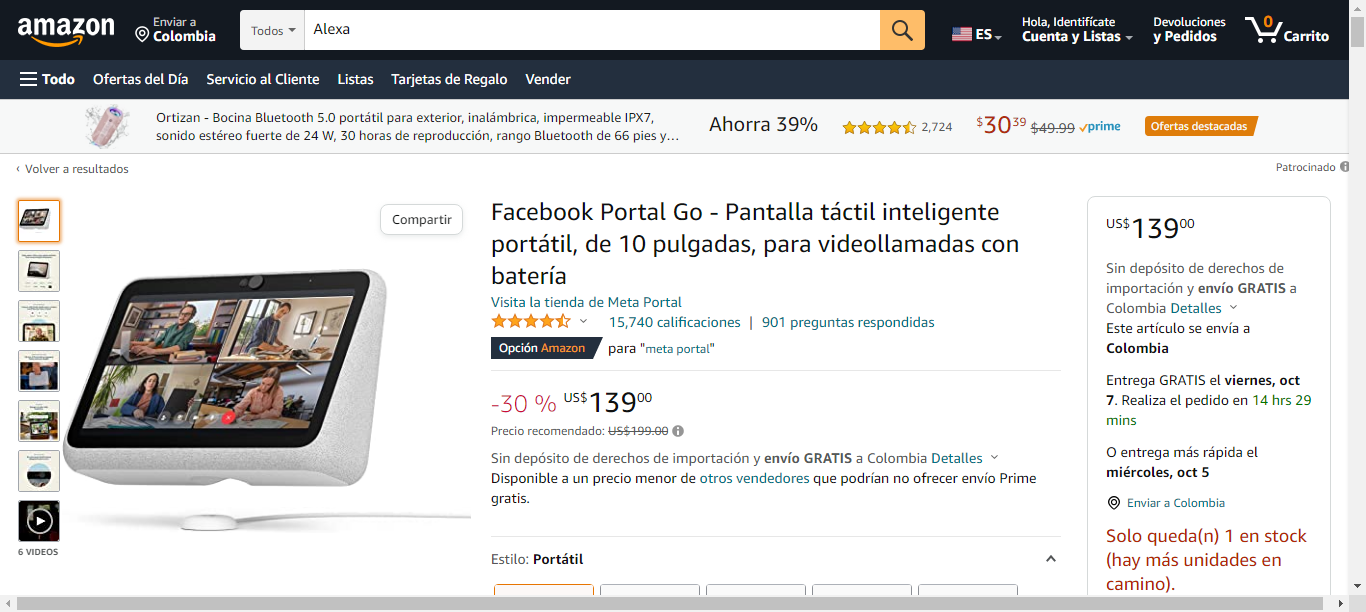 amazon
Enviar a
Colombia
Todos
Alexa
ES
Hola, Identifícate
Cuenta y Listas
Devoluciones
y Pedidos
0
Carrito
Todo
Ofertas del Día
Servicio al Cliente
Listas
Tarjetas de Regalo
Vender
Ortizan - Bocina Bluetooth 5.0 portátil para exterior, inalámbrica, impermeable IPX7,
sonido estéreo fuerte de 24 W, 30 horas de reproducción, rango Bluetooth de 66 pies y…
Ahorra 39%
2,724
$3039 $49.99 prime
Ofertas destacadas
‹ Volver a resultados
Patrocinado
Compartir
6 VIDEOS
Facebook Portal Go - Pantalla táctil inteligente
portátil, de 10 pulgadas, para videollamadas con
batería
Visita la tienda de Meta Portal
15,740 calificaciones | 901 preguntas respondidas
Opción Amazon para "meta portal"
-30 % US$13900
Precio recomendado: US$199.00
Sin depósito de derechos de importación y envío GRATIS a Colombia Detalles
Disponible a un precio menor de otros vendedores que podrían no ofrecer envío Prime
gratis.
Estilo: Portátil
US$13900
Sin depósito de derechos de
importación y envío GRATIS a
Colombia Detalles
Este artículo se envía a
Colombia
Entrega GRATIS el viernes, oct
7. Realiza el pedido en 14 hrs 29
mins
O entrega más rápida el
miércoles, oct 5
Enviar a Colombia
Solo queda(n) 1 en stock
(hay más unidades en
camino).